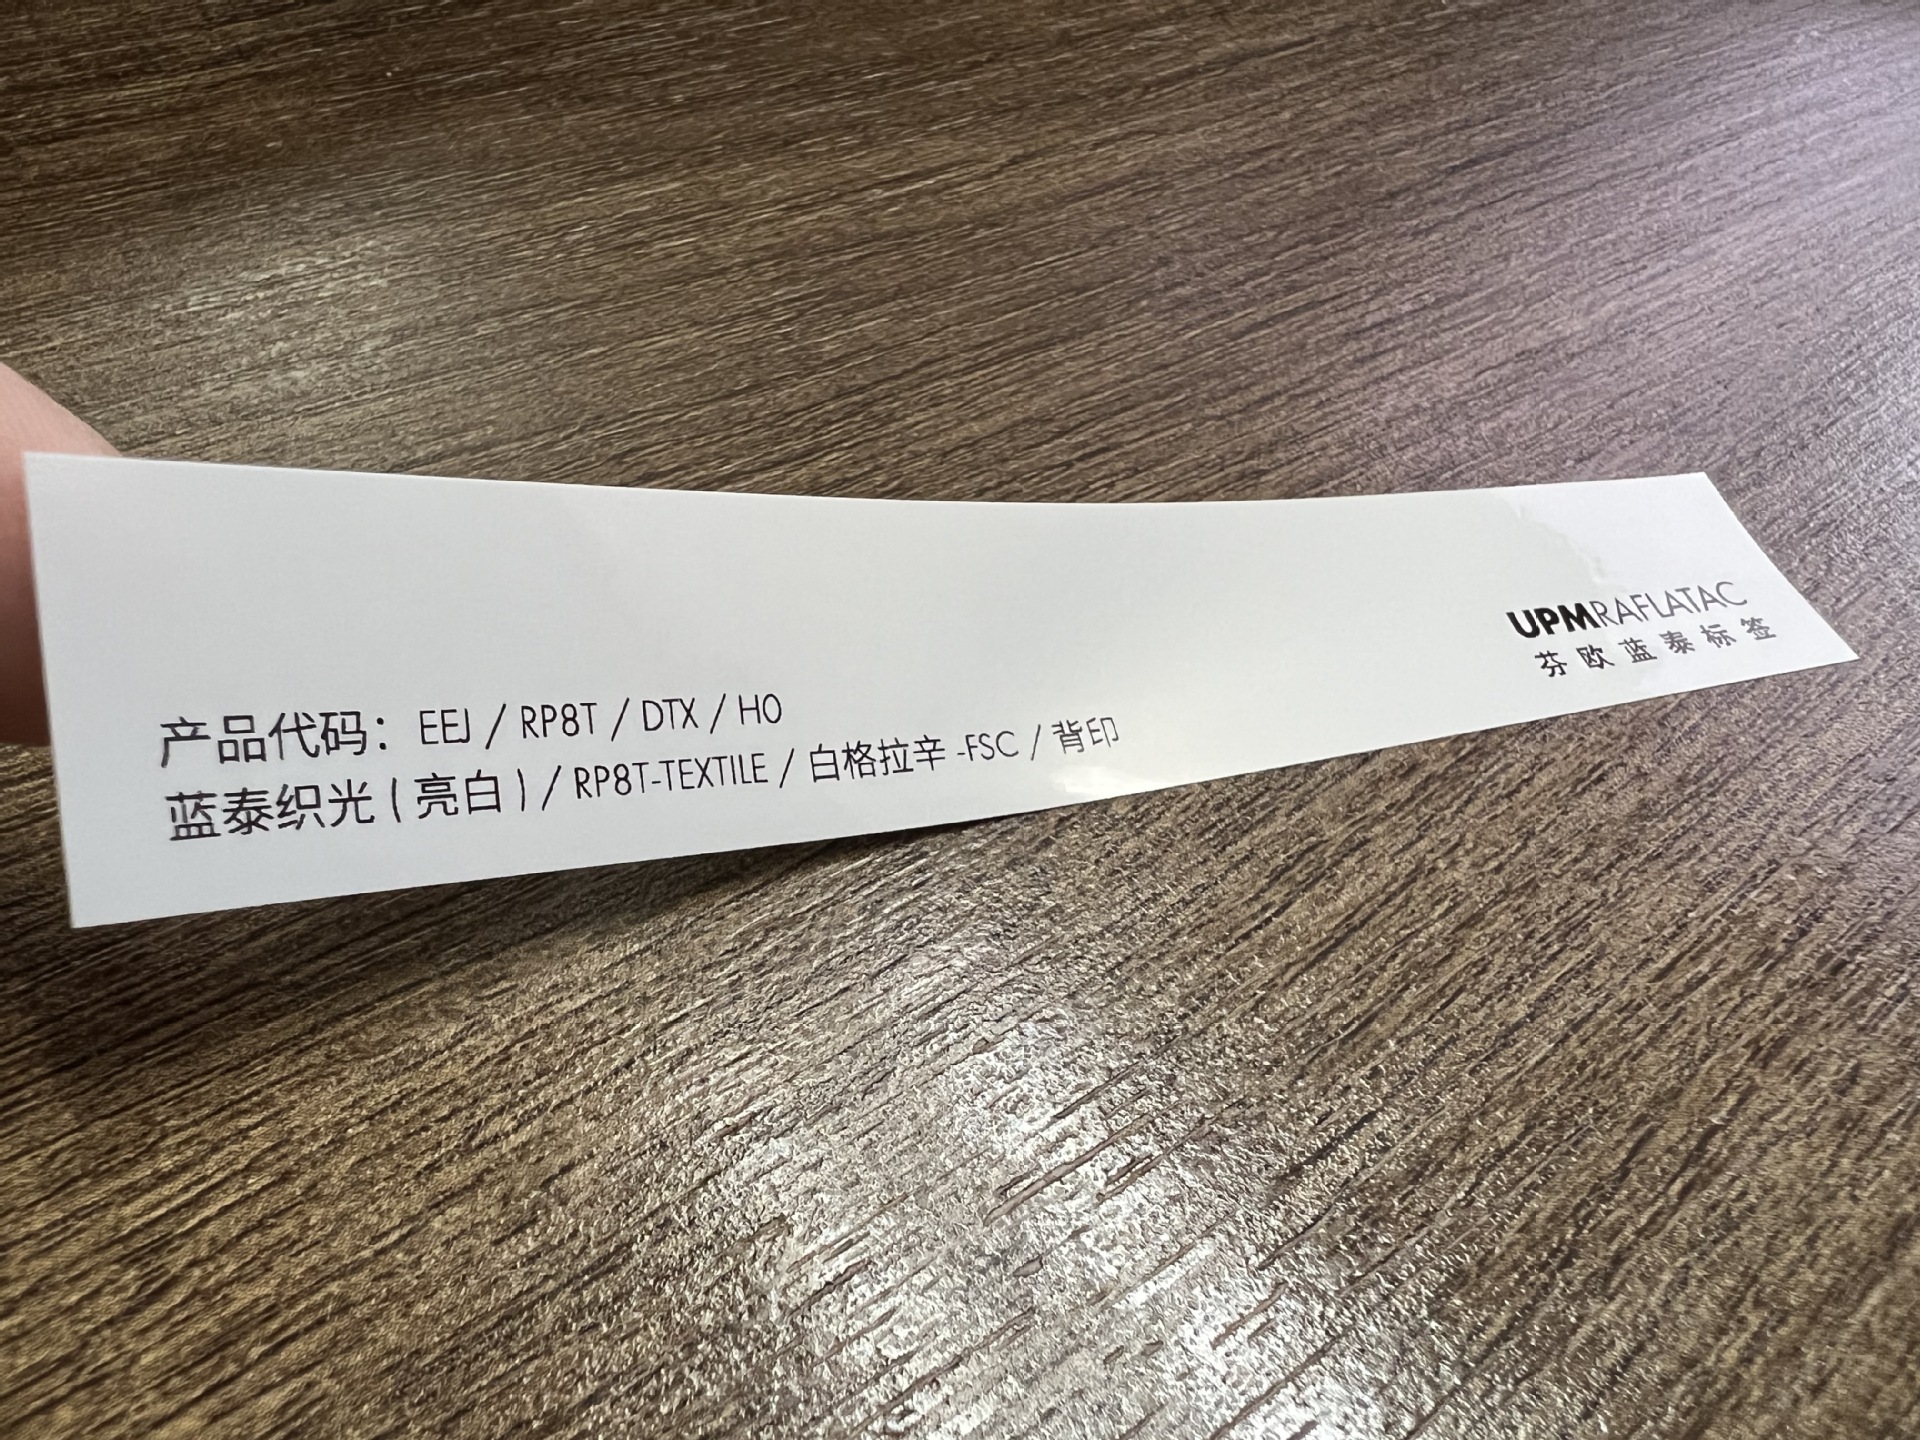 UPMRAFLATAC
芬欧蓝泰标签
产品代码：EEJ / RP8T / DTX / H0
蓝泰织光（亮白）/ RP8T-TEXTILE / 白格拉辛 -FSC / 背印